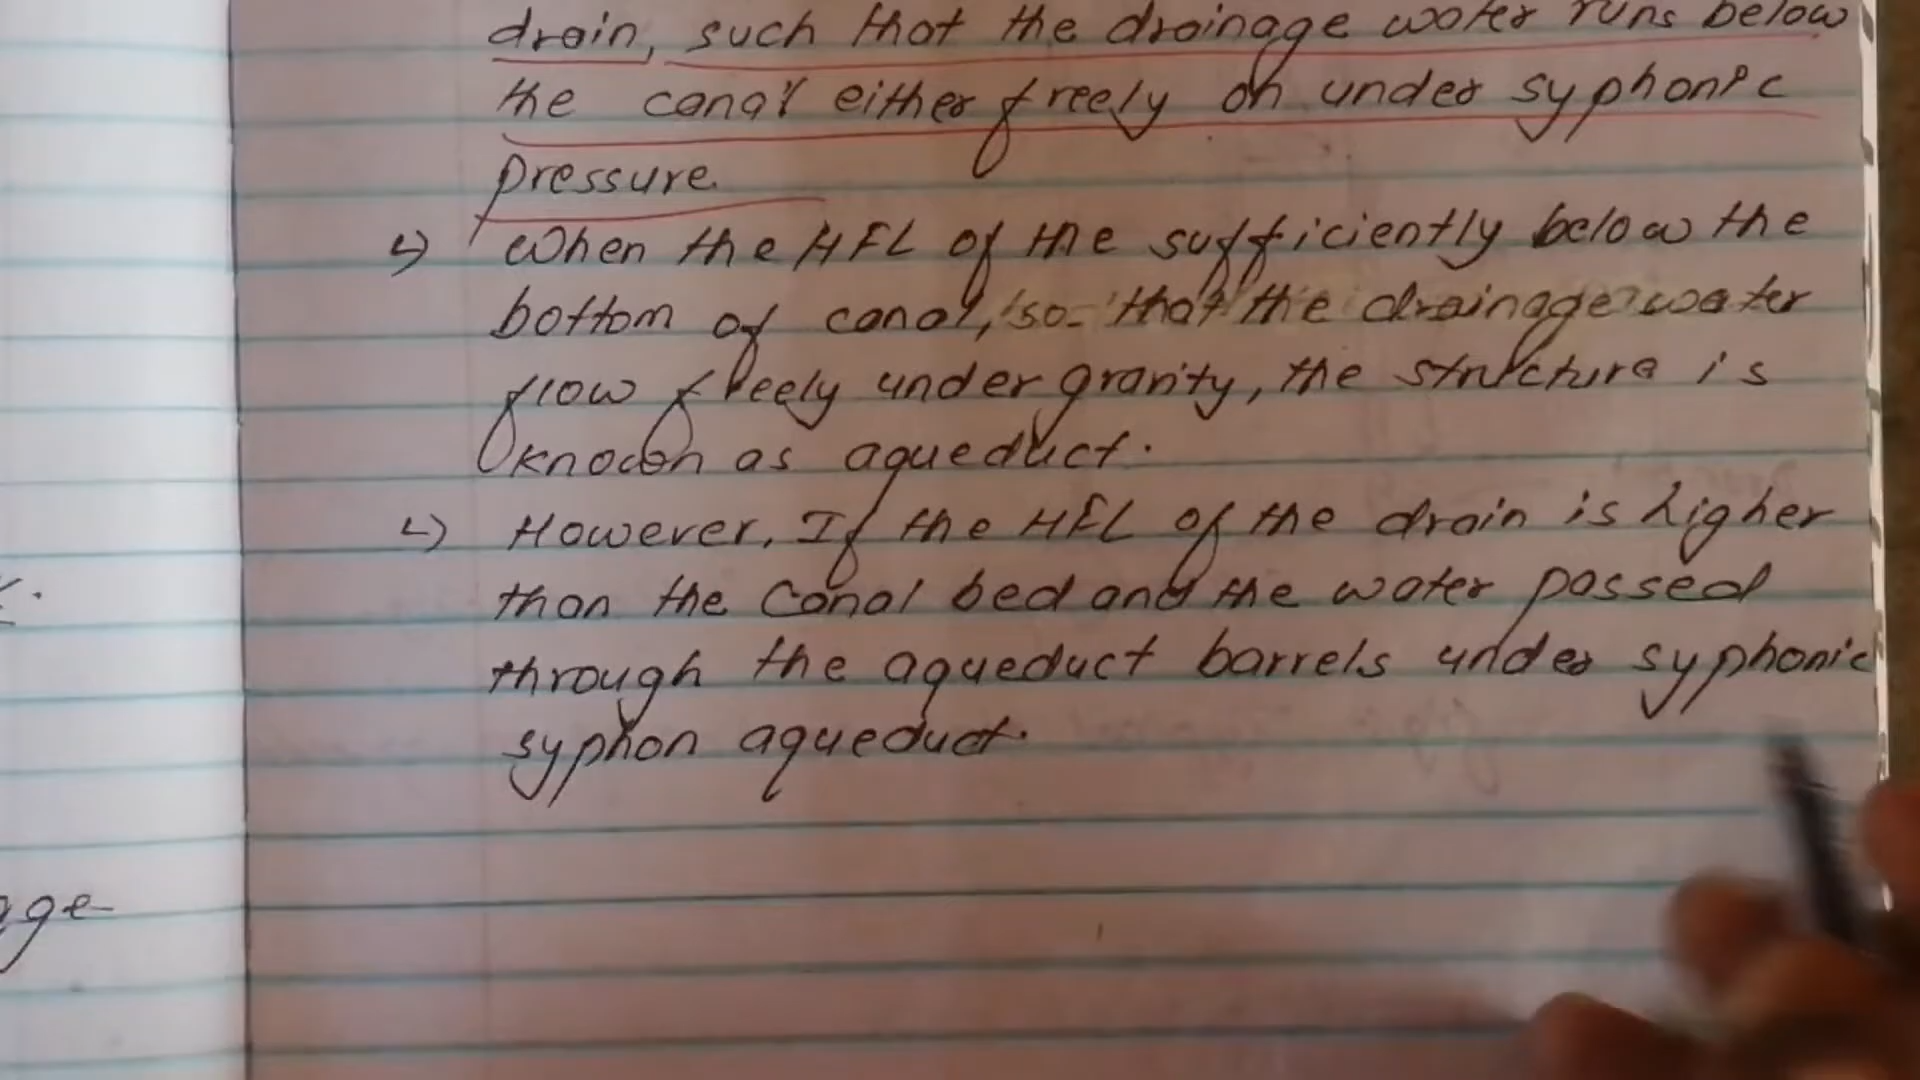 drain, such that the drainage water runs below
the canal either freely or under syphonic
pressure.
↳ When the HFL of the sufficiently below the
bottom of canal, so that the drainage water
flow freely under gravity, the structure is
known as aqueduct.
↳ However, If the HFL of the drain is higher
than the canal bed and the water passed
through the aqueduct barrels under syphonic
syphon aqueduct.
age